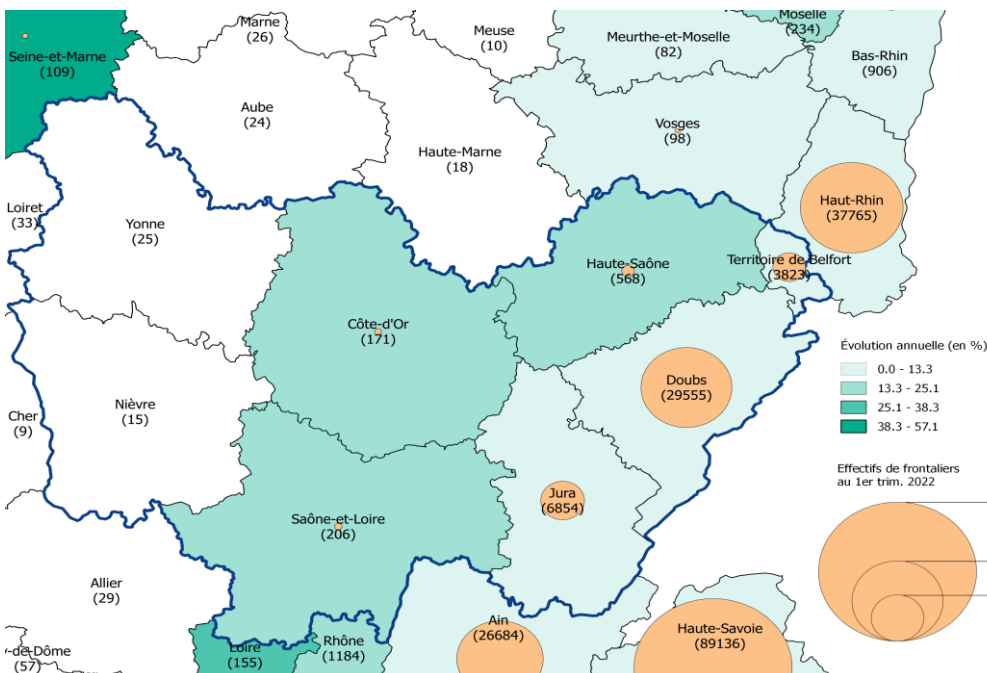 Marne
(26)
Meuse
(10)
Moselle
(234)
Meurthe-et-Moselle
(82)
Seine-et-Marne
(109)
Bas-Rhin
(906)
Aube
(24)
Vosges
(98)
Haute-Marne
(18)
Haut-Rhin
(37765)
Loiret
(33)
Yonne
(25)
Territoire de Belfort
(3823)
Haute-Saône
(568)
Côte-d'Or
(171)
Évolution annuelle (en %)
0.0 - 13.3
13.3 - 25.1
25.1 - 38.3
38.3 - 57.1
Doubs
(29555)
Nièvre
(15)
Cher
(9)
Effectifs de frontaliers
au 1er trim. 2022
Jura
(6854)
Saône-et-Loire
(206)
Allier
(29)
Ain
(26684)
Haute-Savoie
(89136)
Rhône
(1184)
Loire
(155)
y-de-Dôme
(57)